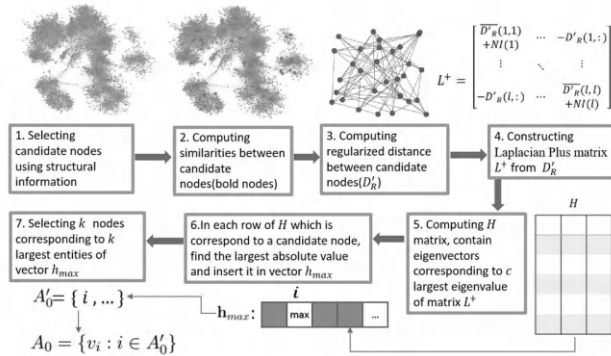 L⁺ =
D̅'_R(1,1) +NI(1) ⋯ −D'_R(1,:)
⋮ ⋱ ⋮
−D'_R(l,:) ⋯ D̅'_R(l,l) +NI(l)
1. Selecting
candidate nodes
using structural
information
2. Computing
similarities between
candidate
nodes(bold nodes)
3. Computing
regularized distance
between candidate
nodes(D'_R)
4. Constructing
Laplacian Plus matrix
L⁺ from D'_R
H
5. Computing H
matrix, contain
eigenvectors
corresponding to c
largest eigenvalue
of matrix L⁺
6.In each row of H which is
correspond to a candidate node,
find the largest absolute value
and insert it in vector h_max
7. Selecting k nodes
corresponding to k
largest entities of
vector h_max
A'₀= { i , ...}
A₀ = {v_i : i ∈ A'₀}
i
h_max:
max
...